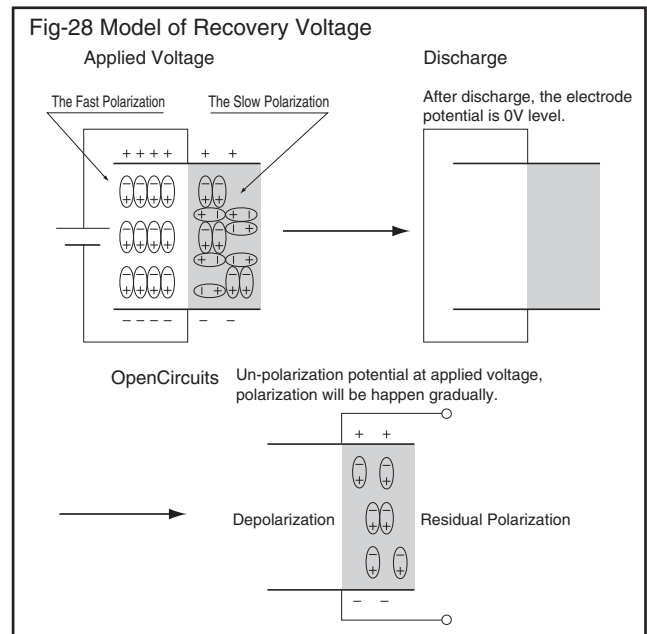 Fig-28 Model of Recovery Voltage
Applied Voltage
Discharge
The Fast Polarization
The Slow Polarization
After discharge, the electrode
potential is 0V level.
+ + + + + +
− − − − − −
OpenCircuits
Un-polarization potential at applied voltage,
polarization will be happen gradually.
+ +
Depolarization
Residual Polarization
− −